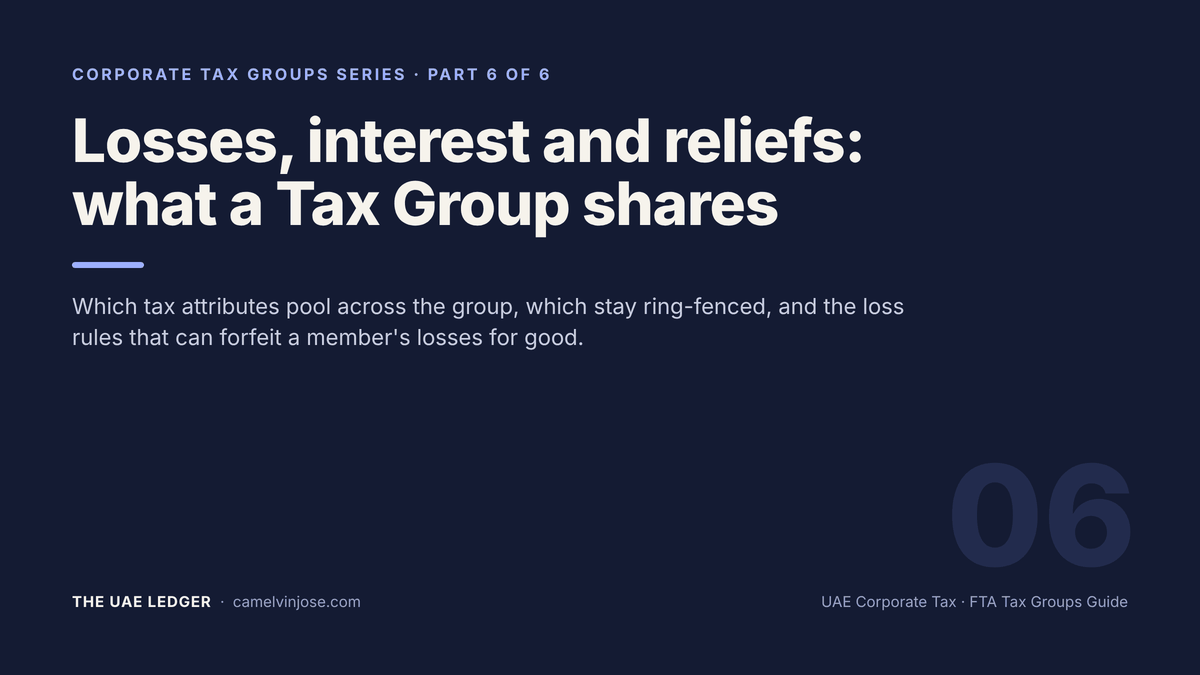 CORPORATE TAX GROUPS SERIES · PART 6 OF 6
Losses, interest and reliefs:
what a Tax Group shares
Which tax attributes pool across the group, which stay ring-fenced, and the loss
rules that can forfeit a member's losses for good.
06
THE UAE LEDGER · camelvinjose.com
UAE Corporate Tax · FTA Tax Groups Guide